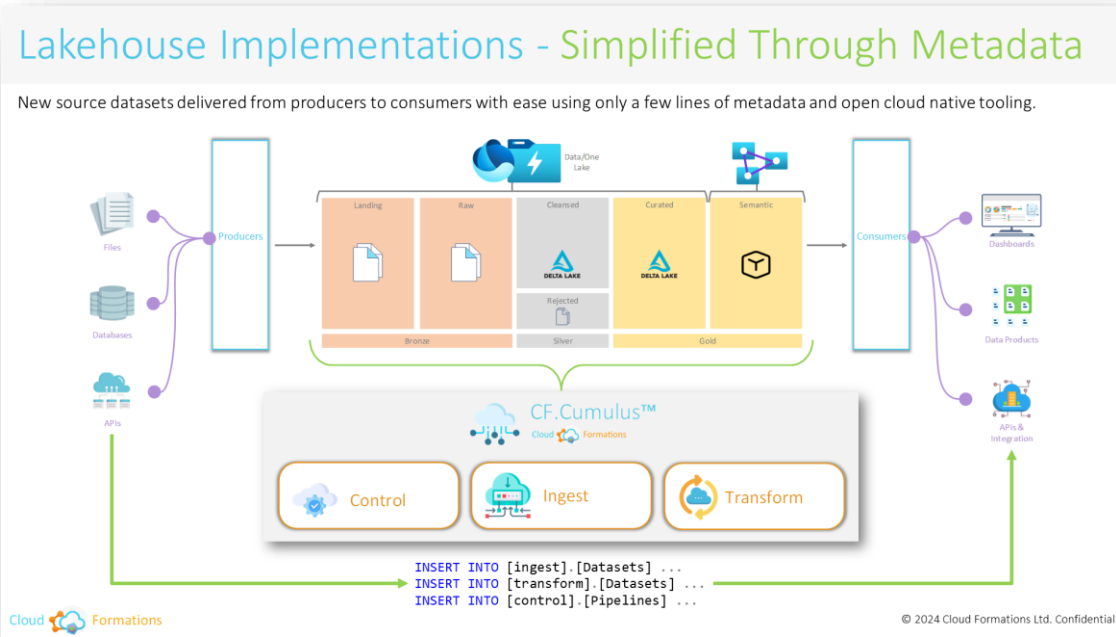 Lakehouse Implementations - Simplified Through Metadata
New source datasets delivered from producers to consumers with ease using only a few lines of metadata and open cloud native tooling.
Data/One
Lake
Files
Databases
APIs
Producers
Landing
Raw
Cleansed
Curated
Semantic
DELTA LAKE
DELTA LAKE
Rejected
Bronze
Silver
Gold
Consumers
Dashboards
Data Products
APIs &
Integration
CF.Cumulus™
Cloud Formations
Control
Ingest
Transform
INSERT INTO [ingest].[Datasets] ...
INSERT INTO [transform].[Datasets] ...
INSERT INTO [control].[Pipelines] ...
Cloud Formations
© 2024 Cloud Formations Ltd. Confidential